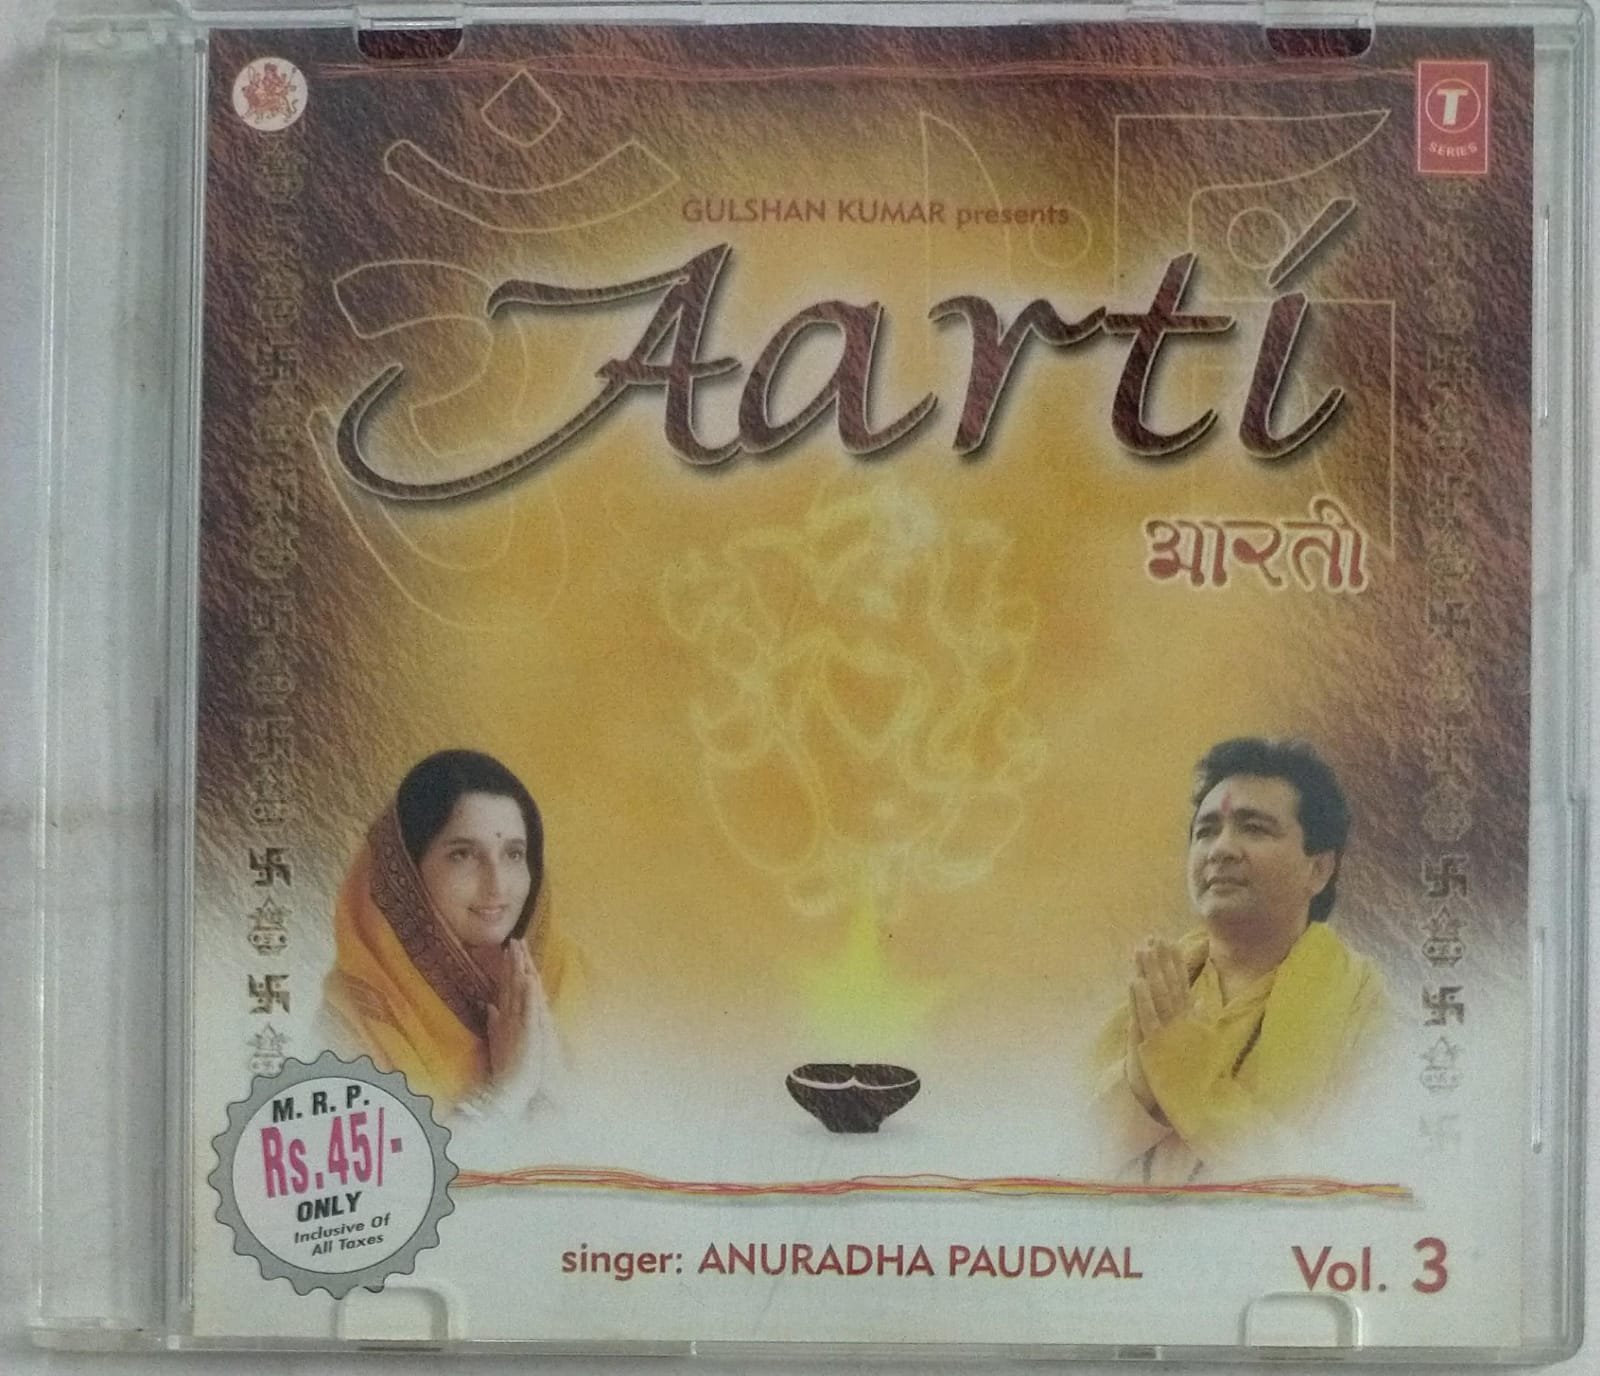 T
SERIES
GULSHAN KUMAR presents
Aarti
आरती
M. R. P.
Rs.45/-
ONLY
Inclusive Of
All Taxes
singer: ANURADHA PAUDWAL
Vol. 3